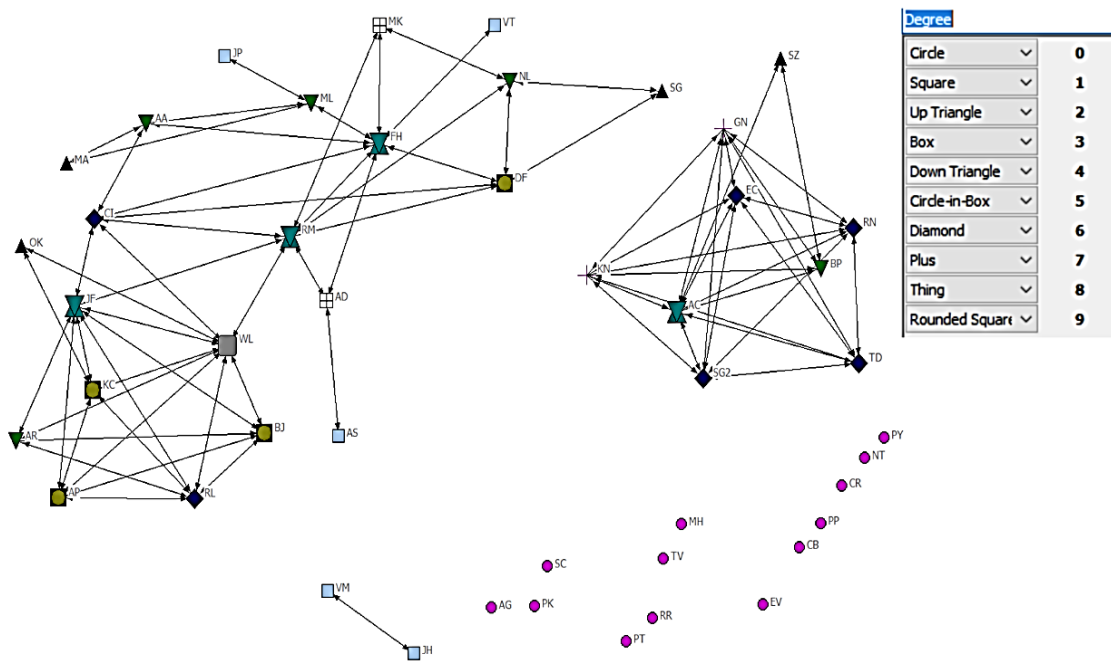 MK
VT
JP
NL
SZ
ML
SG
AA
FH
GN
MA
DF
EC
CI
RN
RM
OK
BP
KN
AD
JF
AC
WL
TD
SG2
KC
AR
BJ
AS
PY
NT
AP
RL
CR
MH
PP
CB
TV
SC
VM
AG
PK
EV
RR
PT
JH
Degree
Circle 0
Square 1
Up Triangle 2
Box 3
Down Triangle 4
Circle-in-Box 5
Diamond 6
Plus 7
Thing 8
Rounded Square 9